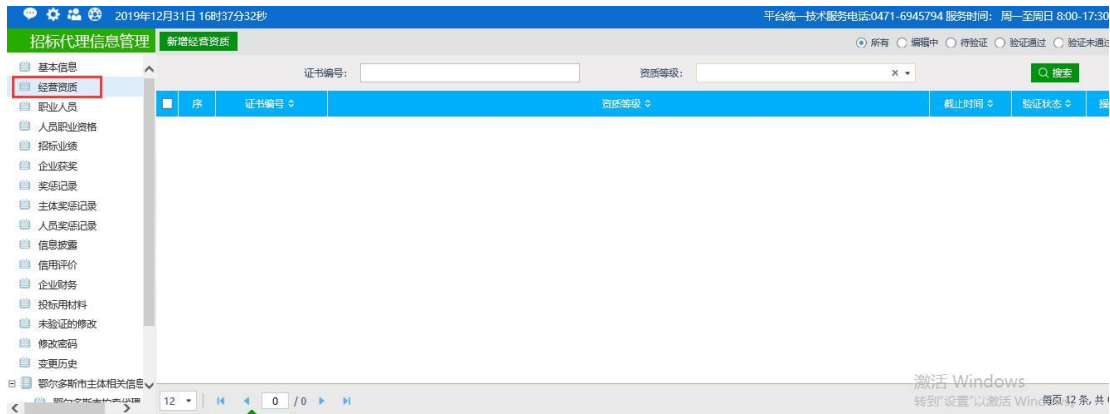 2019年12月31日 16时37分32秒 平台统一技术服务电话:0471-6945794 服务时间: 周一至周日 8:00-17:30
招标代理信息管理 新增经营资质 所有 编辑中 待验证 验证通过 验证未通过
基本信息
证书编号: 资质等级: 搜索
经营资质
职业人员
序 证书编号 资质等级 截止时间 验证状态 操
人员职业资格
招标业绩
企业获奖
奖惩记录
主体奖惩记录
人员奖惩记录
信息披露
信用评价
企业财务
投标用材料
未验证的修改
修改密码
变更历史
鄂尔多斯市主体相关信息
激活 Windows
12 0 / 0 每页 12 条, 共
转到"设置"以激活 Win